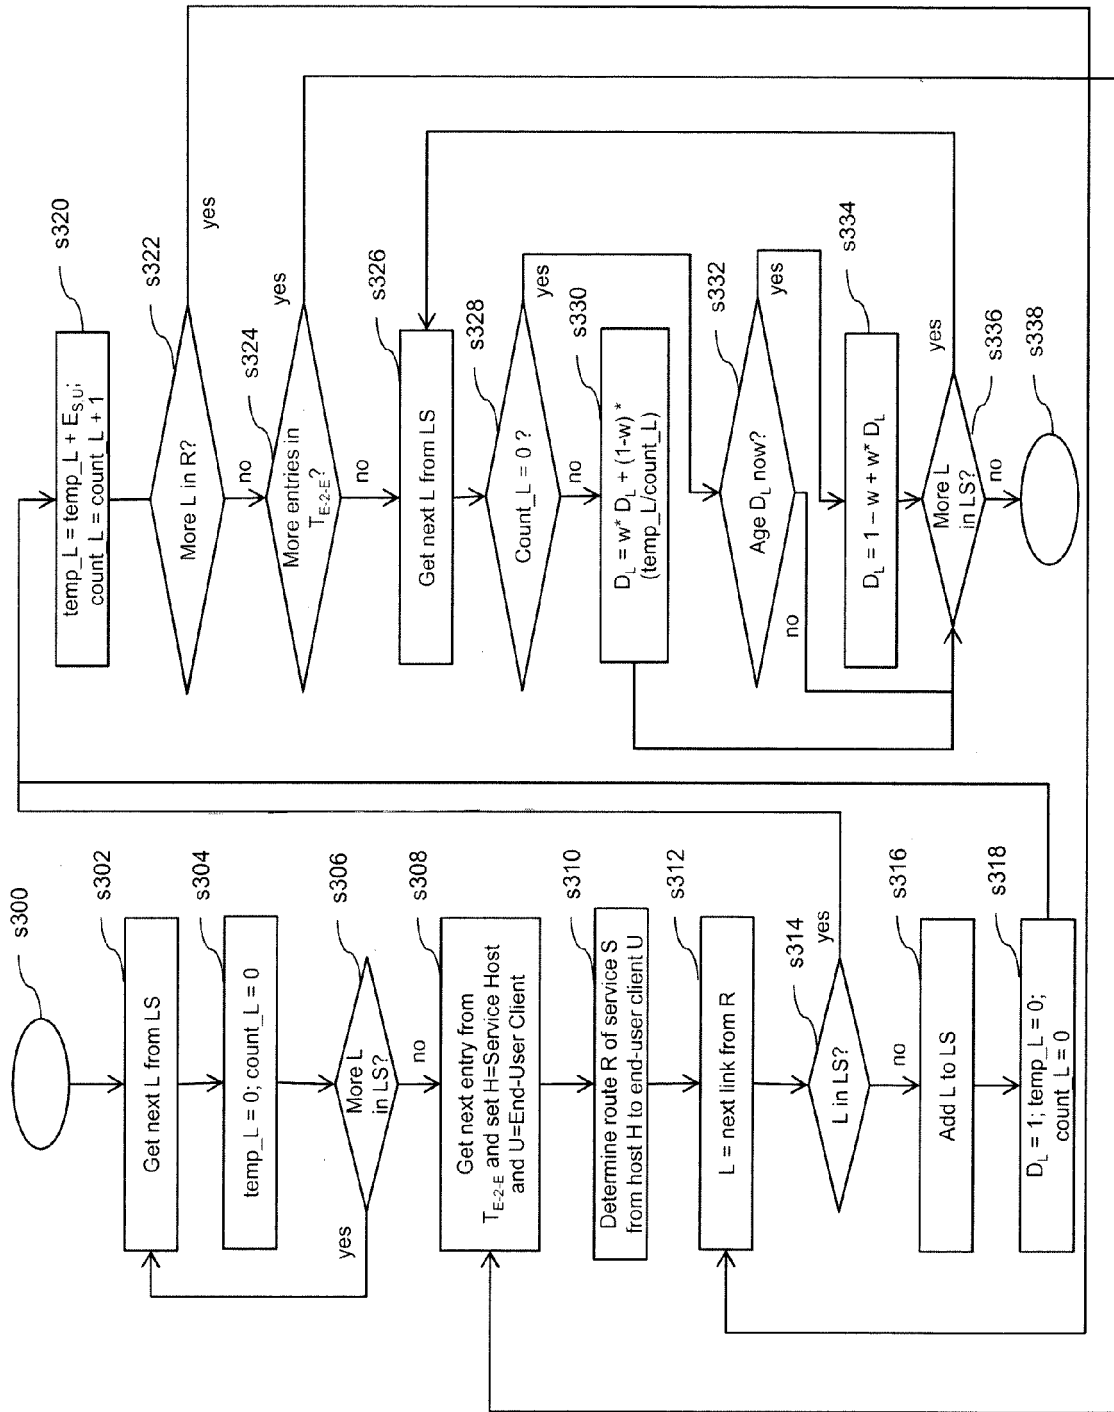 s300
s302
Get next L from LS
s304
temp_L = 0; count_L = 0
s306
More L
in LS?
yes
no
s308
Get next entry from
T_E-2-E and set H=Service Host
and U=End-User Client
s310
Determine route R of service S
from host H to end-user client U
s312
L = next link from R
s314
L in LS?
yes
no
s316
Add L to LS
s318
D_L = 1; temp_L = 0;
count_L = 0
s320
temp_L = temp_L + E_S,U;
count_L = count_L + 1
s322
More L in R?
yes
no
s324
More entries in
T_E-2-E?
yes
no
s326
Get next L from LS
s328
Count_L = 0 ?
yes
no
s330
D_L = w* D_L + (1-w) *
(temp_L/count_L)
s332
Age D_L now?
yes
no
s334
D_L = 1 - w + w* D_L
s336
More L
in LS?
yes
no
s338